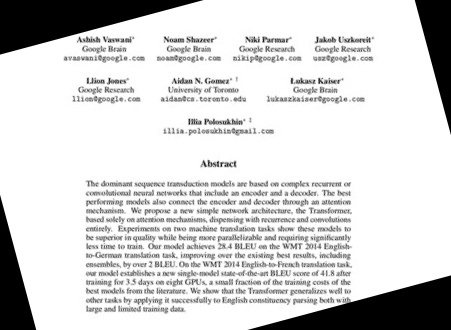 Ashish Vaswani* Noam Shazeer* Niki Parmar* Jakob Uszkoreit*
Google Brain Google Brain Google Research Google Research
avaswani@google.com noam@google.com nikip@google.com usz@google.com
Llion Jones* Aidan N. Gomez* † Łukasz Kaiser*
Google Research University of Toronto Google Brain
llion@google.com aidan@cs.toronto.edu lukaszkaiser@google.com
Illia Polosukhin* ‡
illia.polosukhin@gmail.com
Abstract
The dominant sequence transduction models are based on complex recurrent or
convolutional neural networks that include an encoder and a decoder. The best
performing models also connect the encoder and decoder through an attention
mechanism. We propose a new simple network architecture, the Transformer,
based solely on attention mechanisms, dispensing with recurrence and convolutions
entirely. Experiments on two machine translation tasks show these models to
be superior in quality while being more parallelizable and requiring significantly
less time to train. Our model achieves 28.4 BLEU on the WMT 2014 English-
to-German translation task, improving over the existing best results, including
ensembles, by over 2 BLEU. On the WMT 2014 English-to-French translation task,
our model establishes a new single-model state-of-the-art BLEU score of 41.8 after
training for 3.5 days on eight GPUs, a small fraction of the training costs of the
best models from the literature. We show that the Transformer generalizes well to
other tasks by applying it successfully to English constituency parsing both with
large and limited training data.